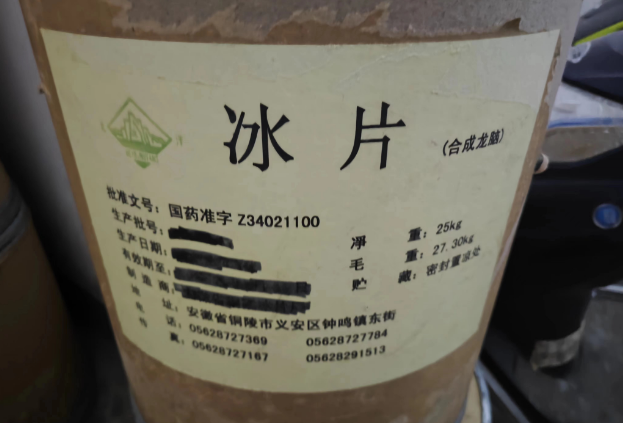 冰片(合成龙脑)
批准文号：国药准字 Z34021100
生产批号：
生产日期：
有效期至：
制造商：
地址：安徽省铜陵市义安区钟鸣镇东街
电话：05628727369 05628727784
传真：05628727167 05628291513
净重：25kg
毛重：27.30kg
贮藏：密封置凉处